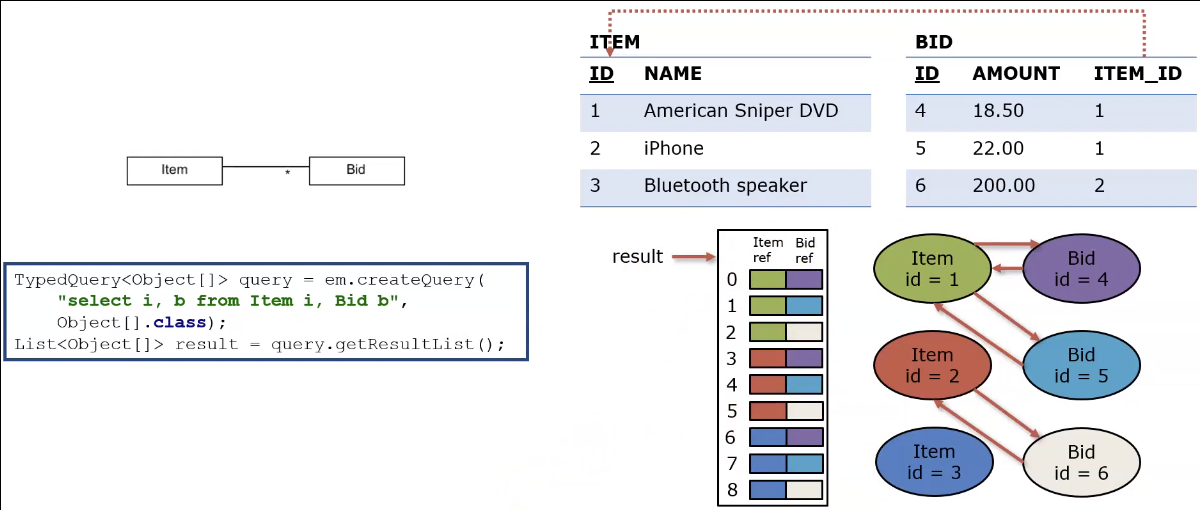 ITEM
ID NAME
1 American Sniper DVD
2 iPhone
3 Bluetooth speaker
BID
ID AMOUNT ITEM_ID
4 18.50 1
5 22.00 1
6 200.00 2
Item * Bid
TypedQuery<Object[]> query = em.createQuery(
"select i, b from Item i, Bid b",
Object[].class);
List<Object[]> result = query.getResultList();
result
Item Bid
ref ref
0
1
2
3
4
5
6
7
8
Item
id = 1
Bid
id = 4
Item
id = 2
Bid
id = 5
Item
id = 3
Bid
id = 6